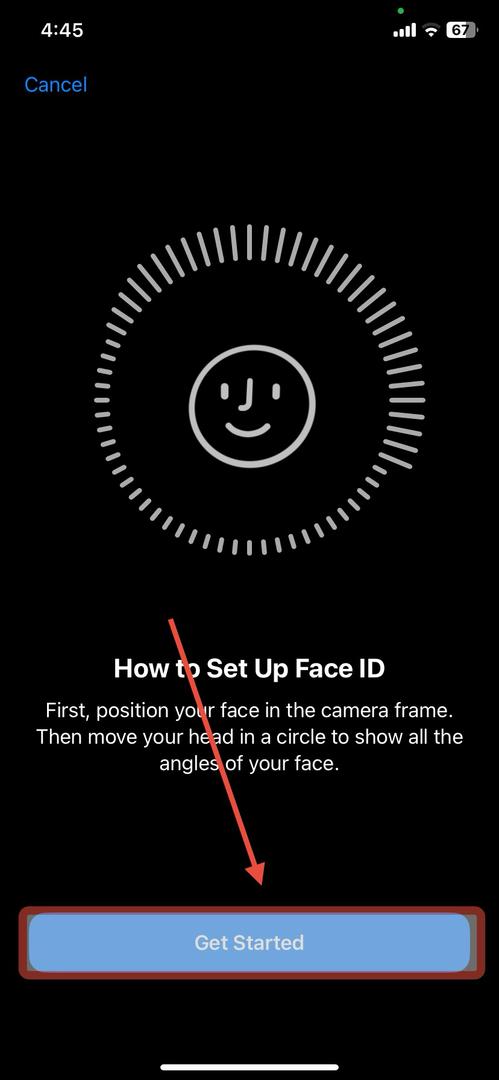 4:45
67
Cancel
How to Set Up Face ID
First, position your face in the camera frame.
Then move your head in a circle to show all the
angles of your face.
Get Started